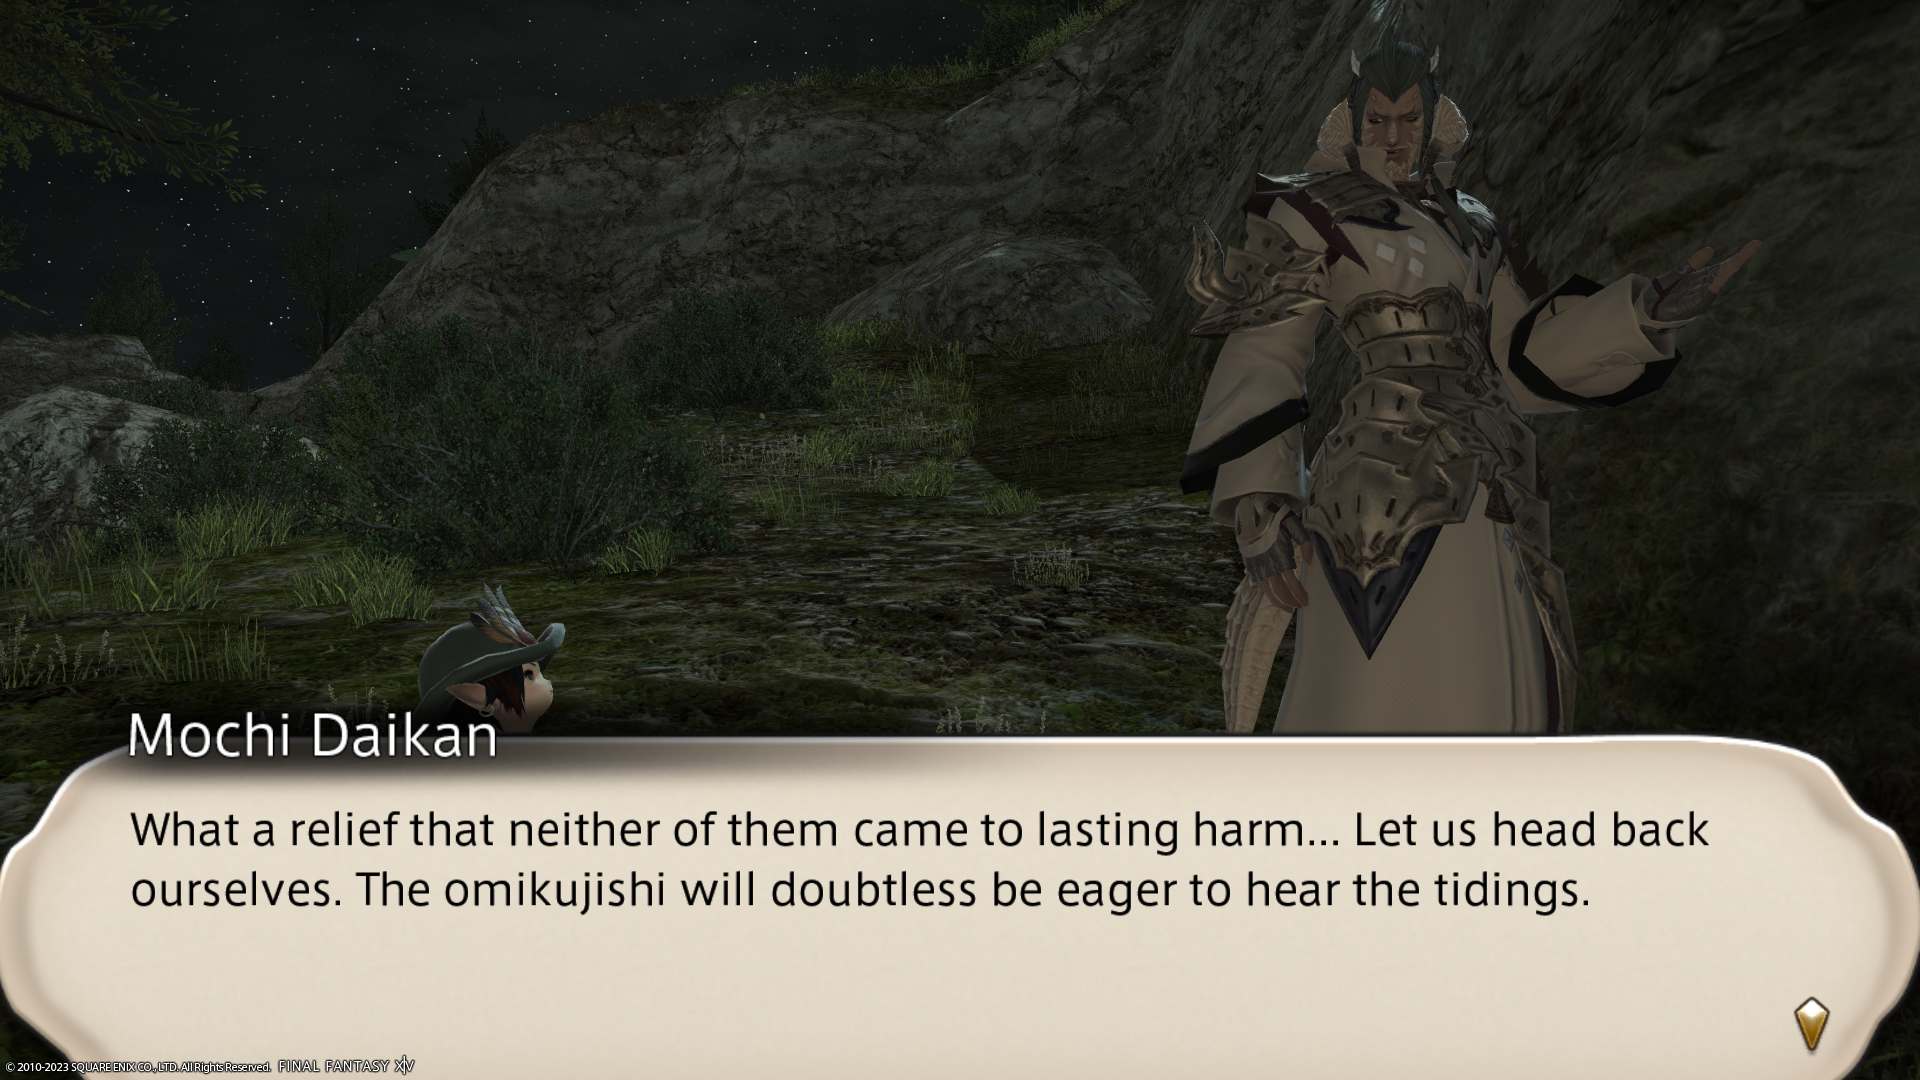 Mochi Daikan
What a relief that neither of them came to lasting harm... Let us head back
ourselves. The omikujishi will doubtless be eager to hear the tidings.
© 2010-2023 SQUARE ENIX CO., LTD. All Rights Reserved. FINAL FANTASY XIV